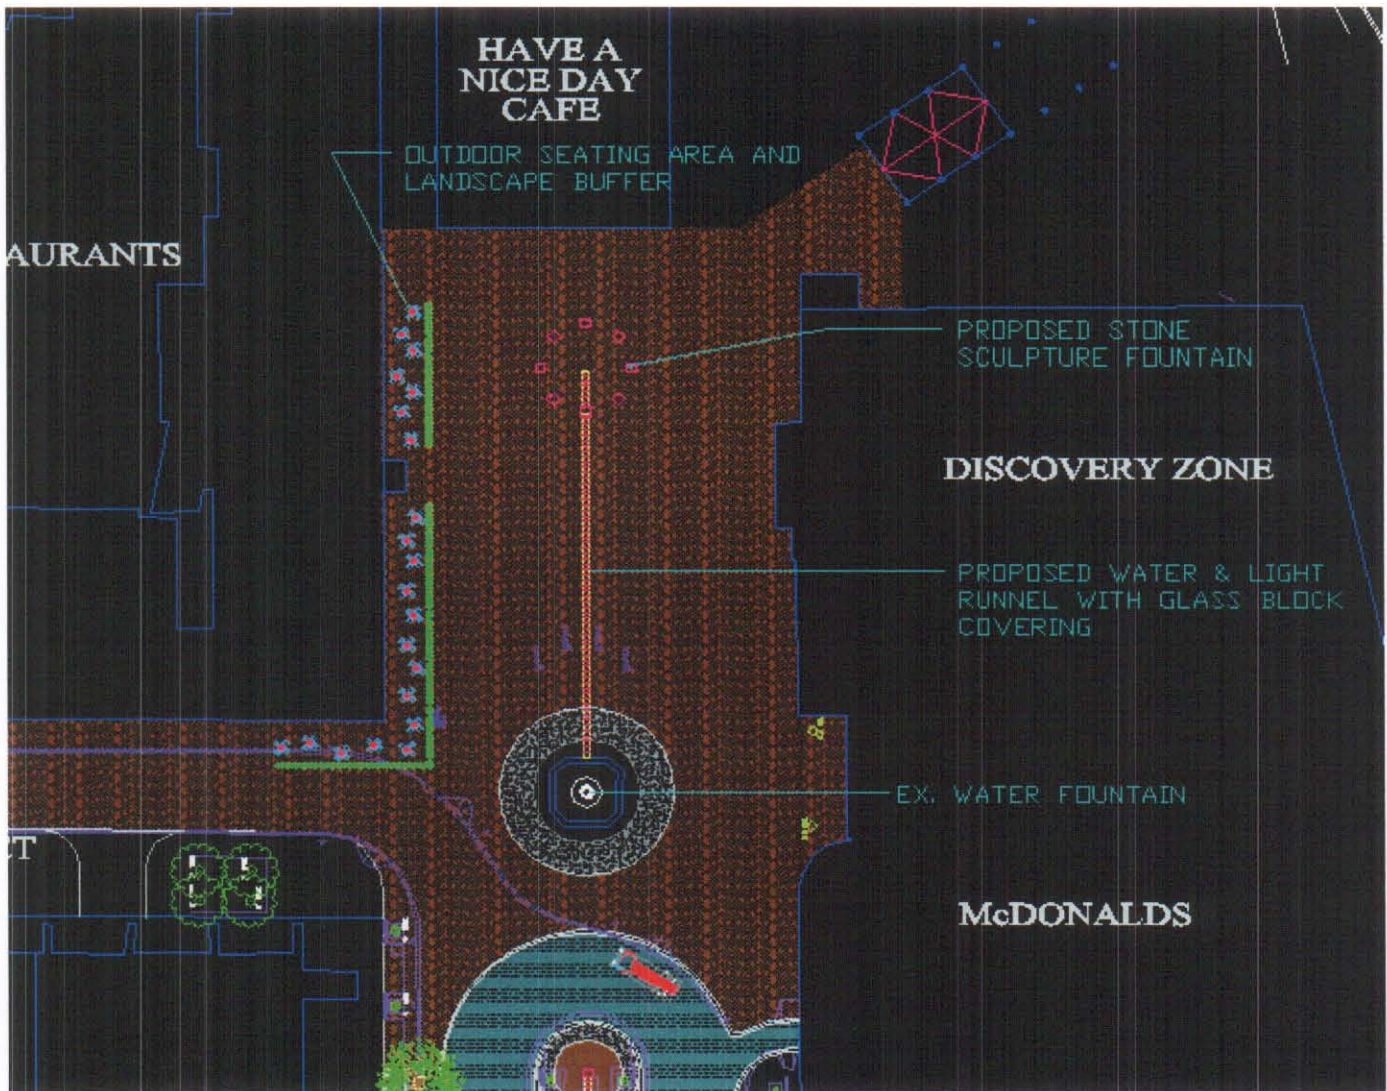 HAVE A
NICE DAY
CAFE
OUTDOOR SEATING AREA AND
LANDSCAPE BUFFER
AURANTS
PROPOSED STONE
SCULPTURE FOUNTAIN
DISCOVERY ZONE
PROPOSED WATER & LIGHT
RUNNEL WITH GLASS BLOCK
COVERING
EX. WATER FOUNTAIN
CT
McDONALDS